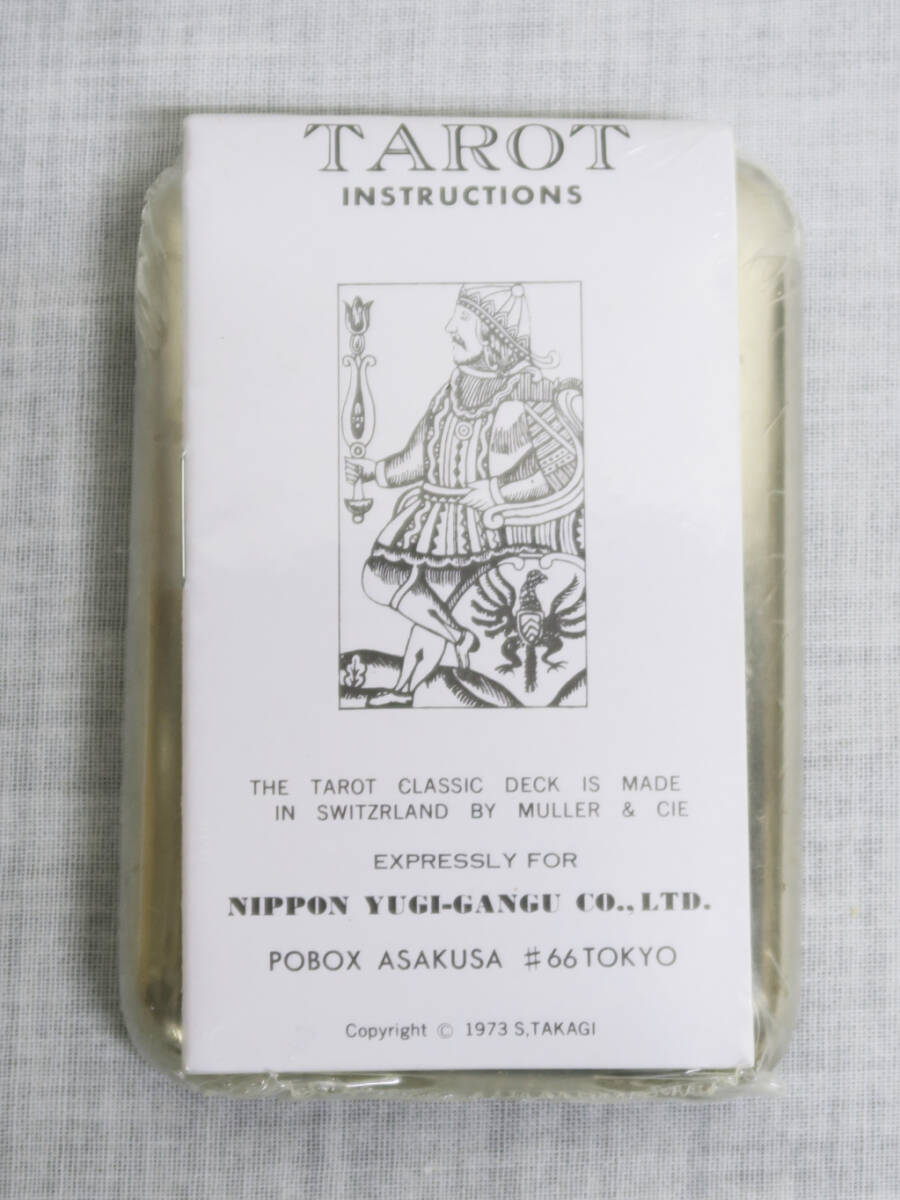 TAROT
INSTRUCTIONS
THE TAROT CLASSIC DECK IS MADE
IN SWITZRLAND BY MULLER & CIE
EXPRESSLY FOR
NIPPON YUGI-GANGU CO., LTD.
POBOX ASAKUSA #66 TOKYO
Copyright © 1973 S,TAKAGI